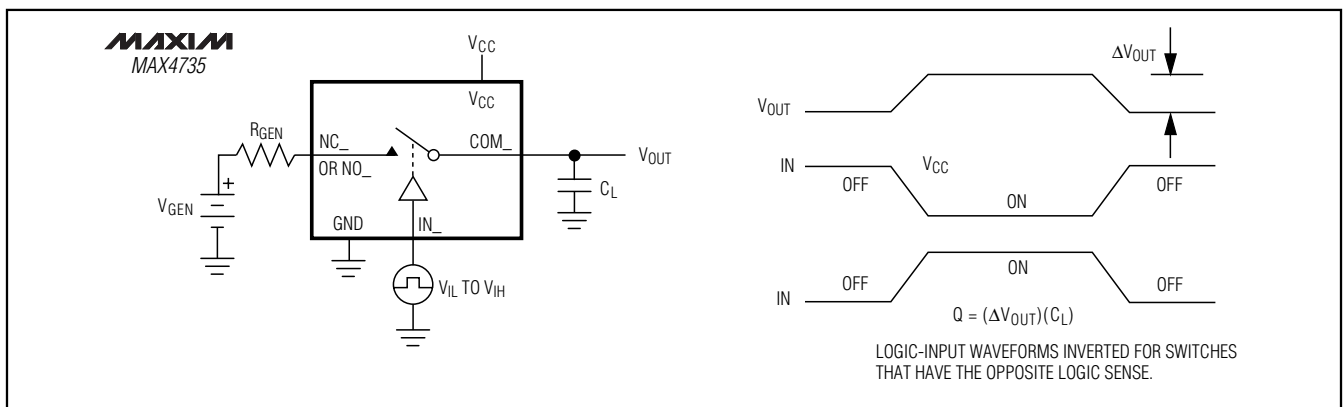 MAXIM
MAX4735
VCC
VCC
RGEN
NC_
OR NO_
COM_
VOUT
CL
VGEN
+
GND
IN_
VIL TO VIH
ΔVOUT
VOUT
IN
VCC
OFF
ON
OFF
IN
OFF
ON
OFF
Q = (ΔVOUT)(CL)
LOGIC-INPUT WAVEFORMS INVERTED FOR SWITCHES
THAT HAVE THE OPPOSITE LOGIC SENSE.